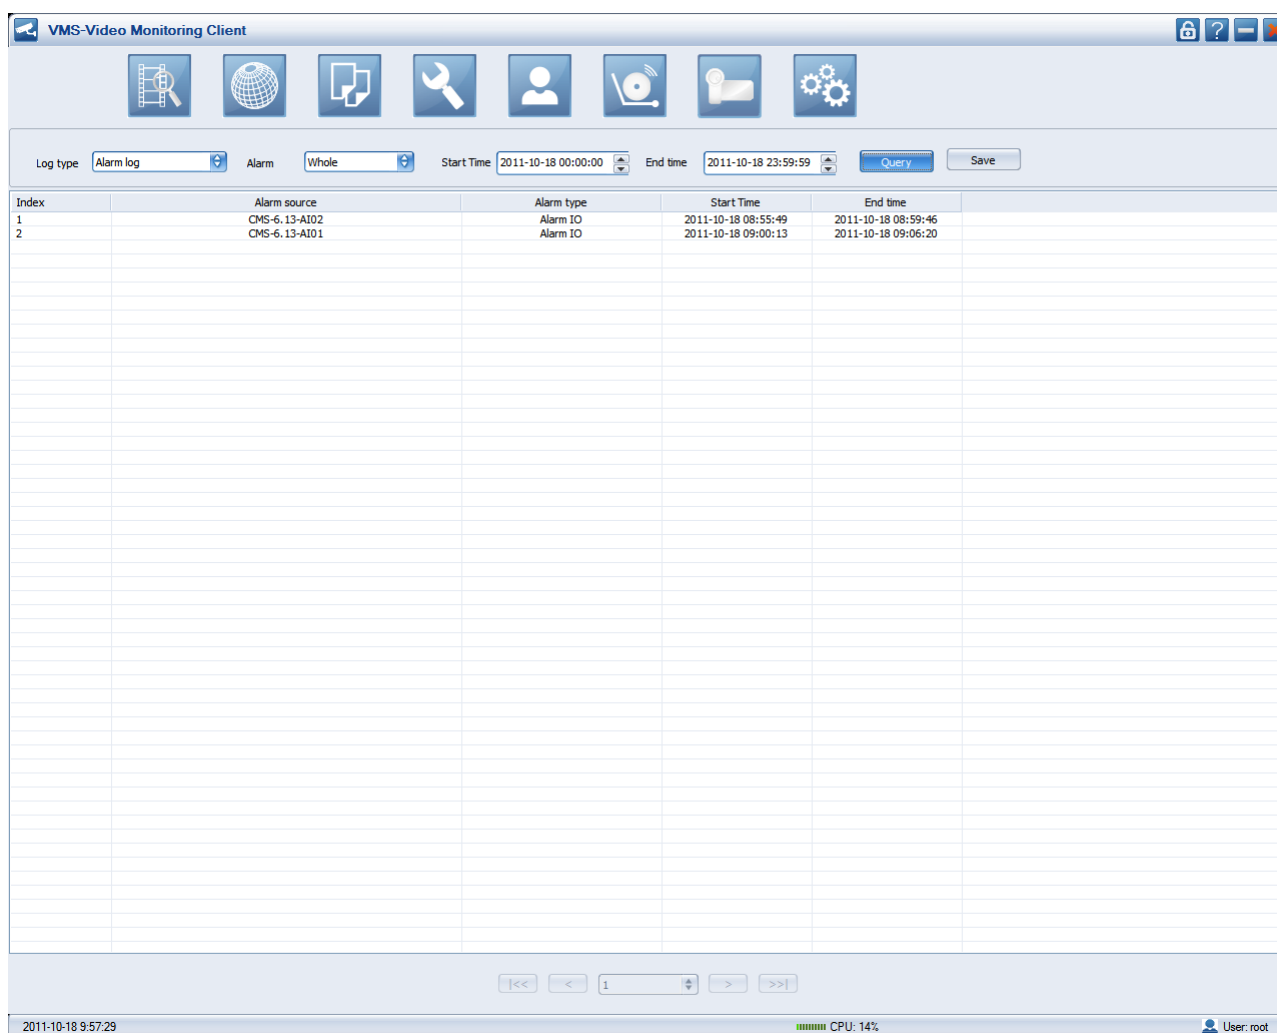 VMS-Video Monitoring Client
Log type Alarm log Alarm Whole Start Time 2011-10-18 00:00:00 End time 2011-10-18 23:59:59 Query Save
Index Alarm source Alarm type Start Time End time
1 CMS-6.13-AI02 Alarm IO 2011-10-18 08:55:49 2011-10-18 08:59:46
2 CMS-6.13-AI01 Alarm IO 2011-10-18 09:00:13 2011-10-18 09:06:20
|<< < 1 > >>|
2011-10-18 9:57:29 CPU: 14% User: root